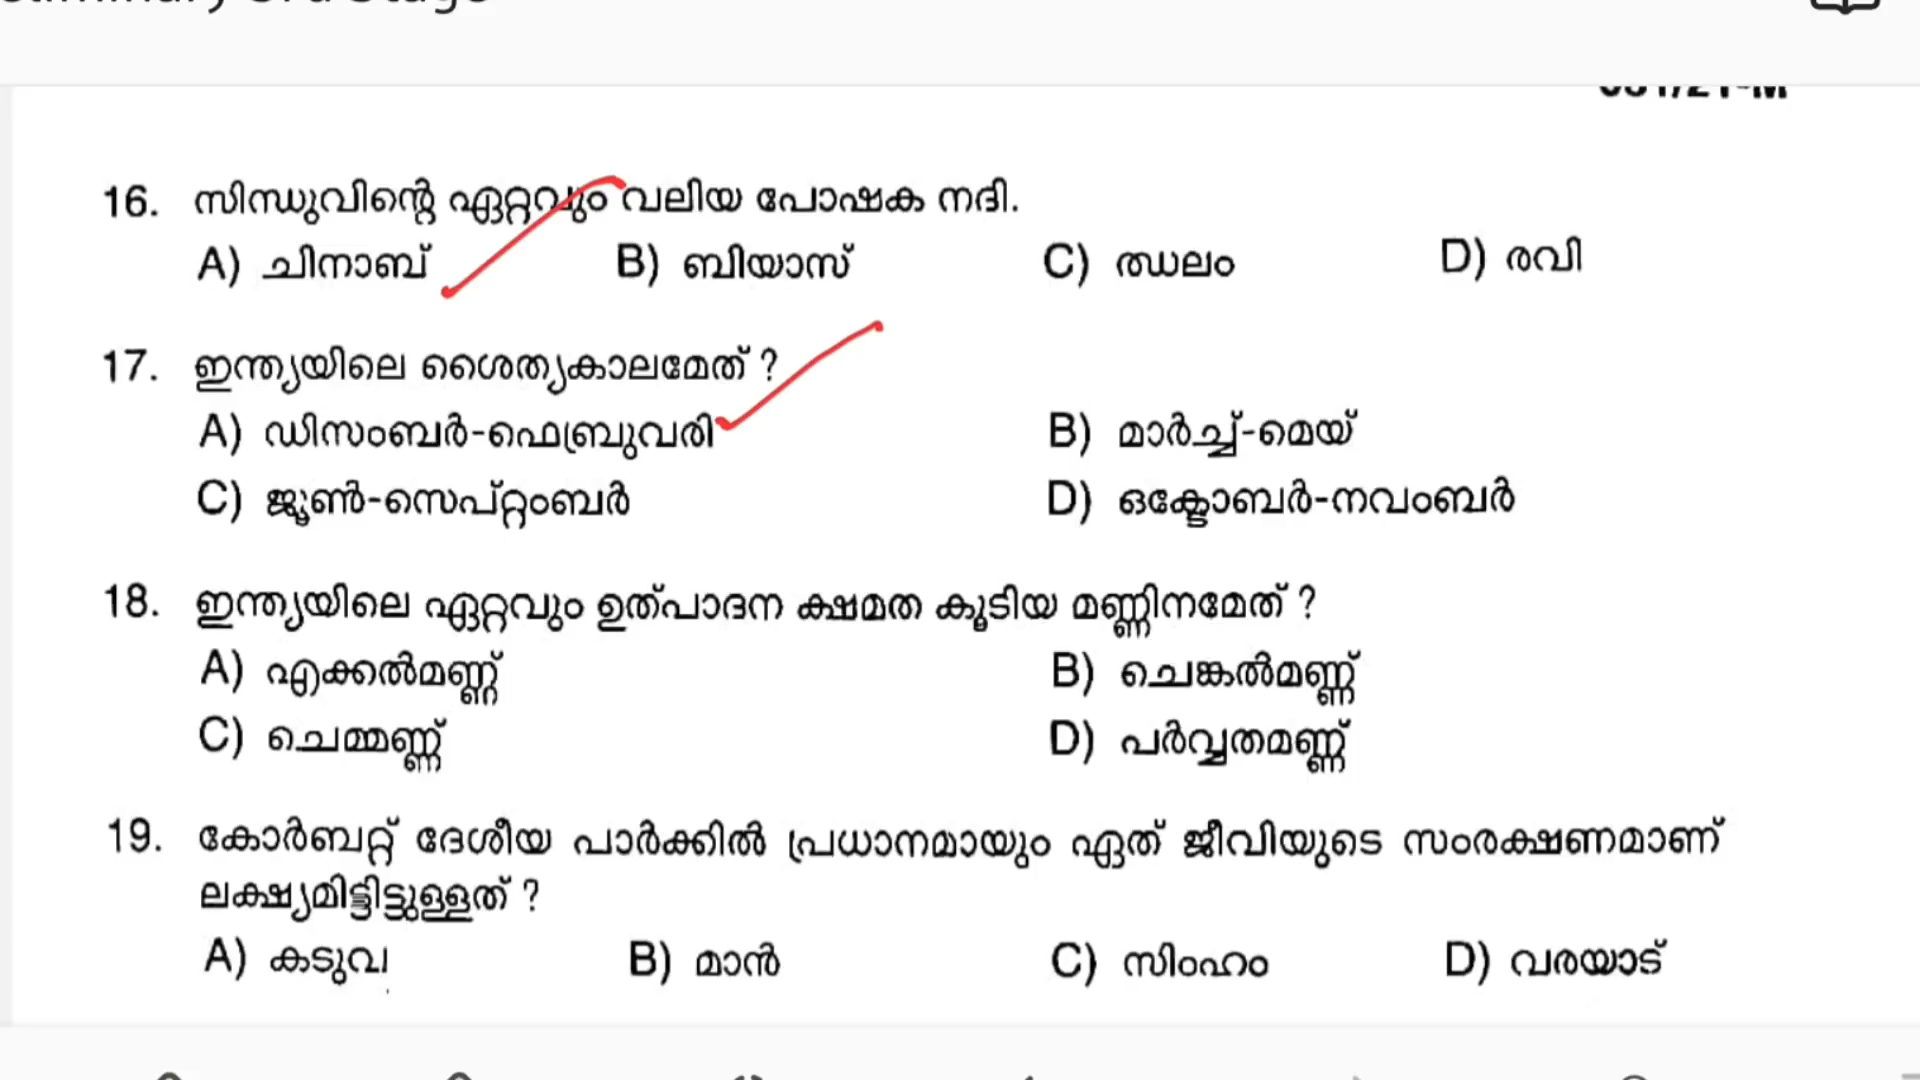 16. സിന്ധുവിന്റെ ഏറ്റവും വലിയ പോഷക നദി.
A) ചിനാബ് B) ബിയാസ് C) ഝലം D) രവി
17. ഇന്ത്യയിലെ ശൈത്യകാലമേത് ?
A) ഡിസംബർ-ഫെബ്രുവരി B) മാർച്ച്-മെയ്
C) ജൂൺ-സെപ്റ്റംബർ D) ഒക്ടോബർ-നവംബർ
18. ഇന്ത്യയിലെ ഏറ്റവും ഉത്പാദന ക്ഷമത കൂടിയ മണ്ണിനമേത് ?
A) എക്കൽമണ്ണ് B) ചെങ്കൽമണ്ണ്
C) ചെമ്മണ്ണ് D) പർവ്വതമണ്ണ്
19. കോർബറ്റ് ദേശീയ പാർക്കിൽ പ്രധാനമായും ഏത് ജീവിയുടെ സംരക്ഷണമാണ്
ലക്ഷ്യമിട്ടിട്ടുള്ളത് ?
A) കടുവ B) മാൻ C) സിംഹം D) വരയാട്